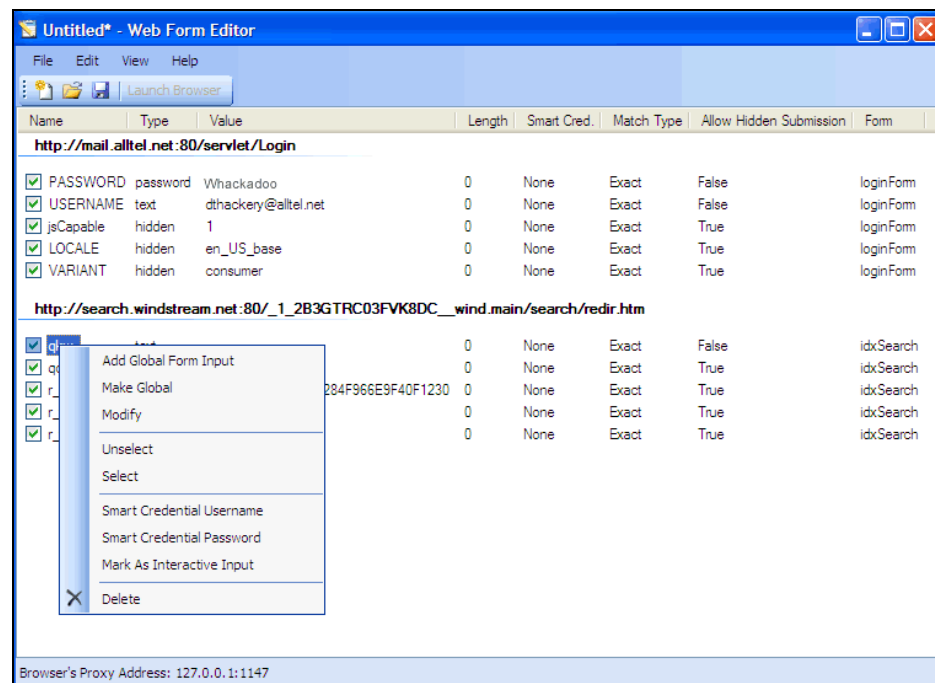 Untitled* - Web Form Editor
File Edit View Help
Launch Browser
Name Type Value Length Smart Cred. Match Type Allow Hidden Submission Form
http://mail.alltel.net:80/servlet/Login
PASSWORD password Whackadoo 0 None Exact False loginForm
USERNAME text dthackery@alltel.net 0 None Exact False loginForm
jsCapable hidden 1 0 None Exact True loginForm
LOCALE hidden en_US_base 0 None Exact True loginForm
VARIANT hidden consumer 0 None Exact True loginForm
http://search.windstream.net:80/_1_2B3GTRC03FVK8DC__wind.main/search/redir.htm
0 None Exact False idxSearch
0 None Exact True idxSearch
r_ 284F966E9F40F1230 0 None Exact True idxSearch
r_ 0 None Exact True idxSearch
r_ 0 None Exact True idxSearch
Add Global Form Input
Make Global
Modify
Unselect
Select
Smart Credential Username
Smart Credential Password
Mark As Interactive Input
Delete
Browser's Proxy Address: 127.0.0.1:1147